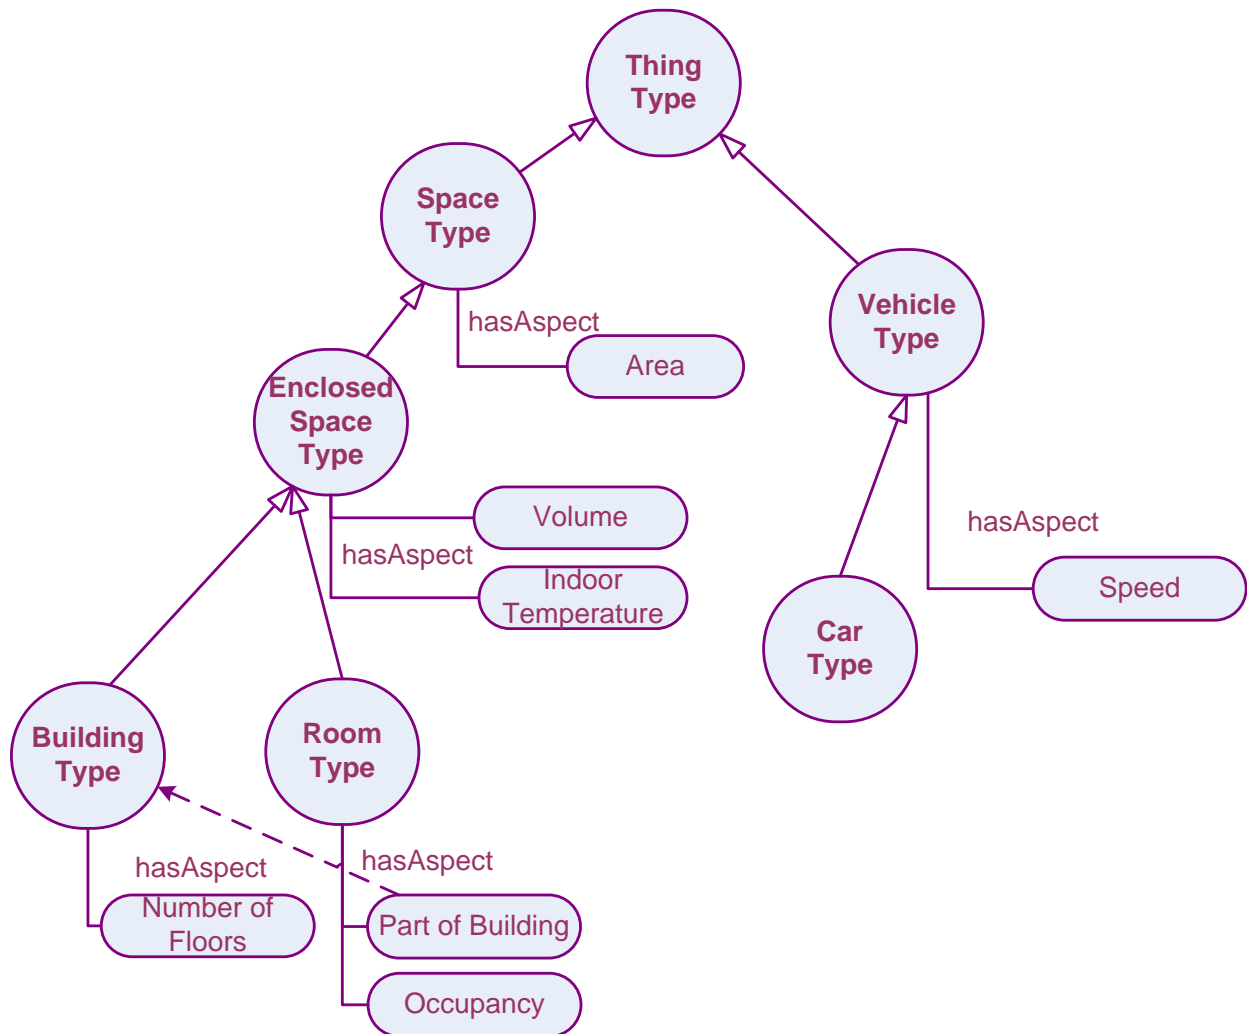 Thing
Type
Space
Type
Vehicle
Type
hasAspect
Area
Enclosed
Space
Type
Volume
hasAspect
Indoor
Temperature
hasAspect
Speed
Car
Type
Building
Type
Room
Type
hasAspect
Number of
Floors
hasAspect
Part of Building
Occupancy